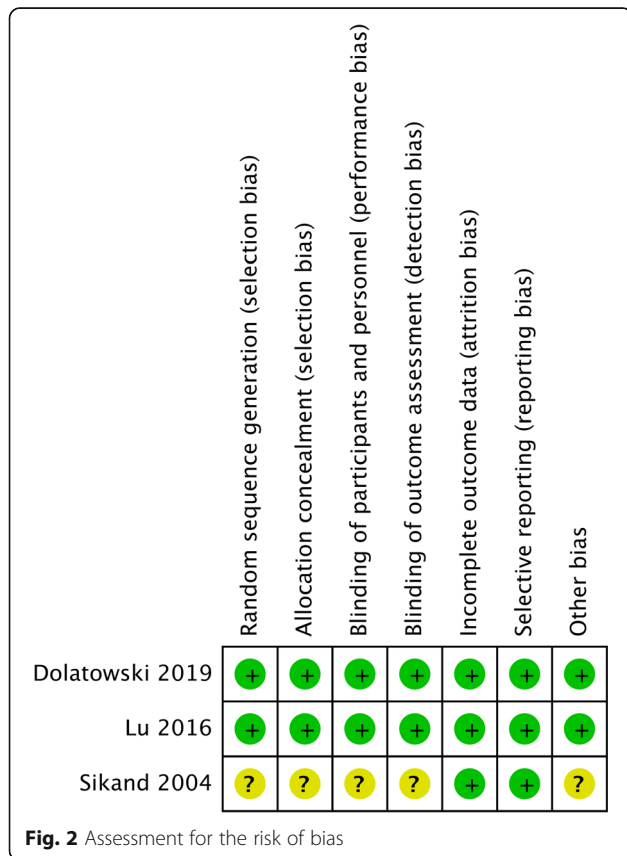 Random sequence generation (selection bias)
Allocation concealment (selection bias)
Blinding of participants and personnel (performance bias)
Blinding of outcome assessment (detection bias)
Incomplete outcome data (attrition bias)
Selective reporting (reporting bias)
Other bias
Dolatowski 2019 + + + + + + +
Lu 2016 + + + + + + +
Sikand 2004 ? ? ? ? + + ?
Fig. 2 Assessment for the risk of bias